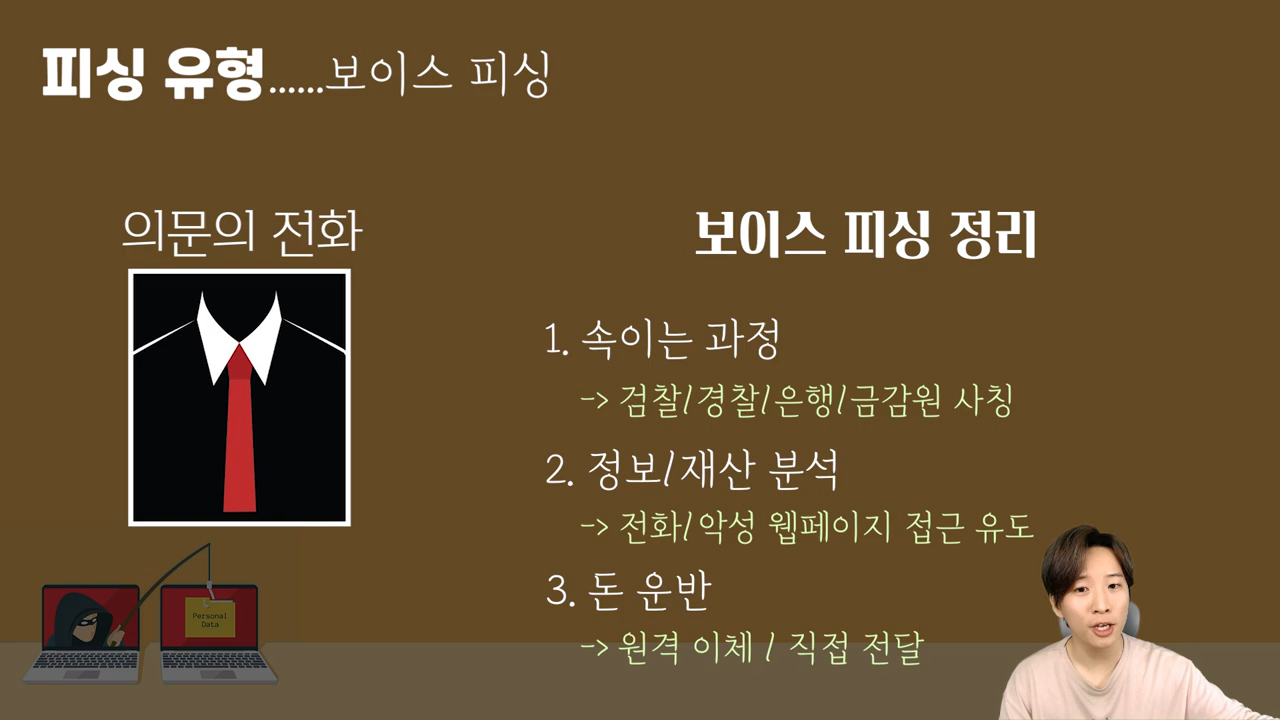 피싱 유형......보이스 피싱
의문의 전화
보이스 피싱 정리
1. 속이는 과정
-> 검찰/경찰/은행/금감원 사칭
2. 정보/재산 분석
-> 전화/악성 웹페이지 접근 유도
3. 돈 운반
-> 원격 이체 / 직접 전달
Personal
Data